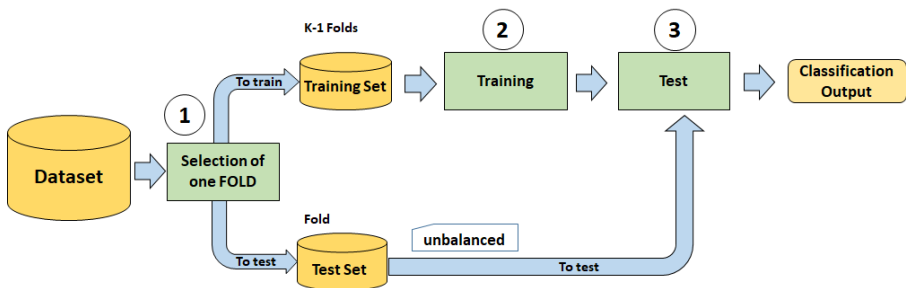 K-1 Folds
2
3
To train
Training Set
Training
Test
Classification
Output
1
Dataset
Selection of
one FOLD
Fold
unbalanced
To test
Test Set
To test